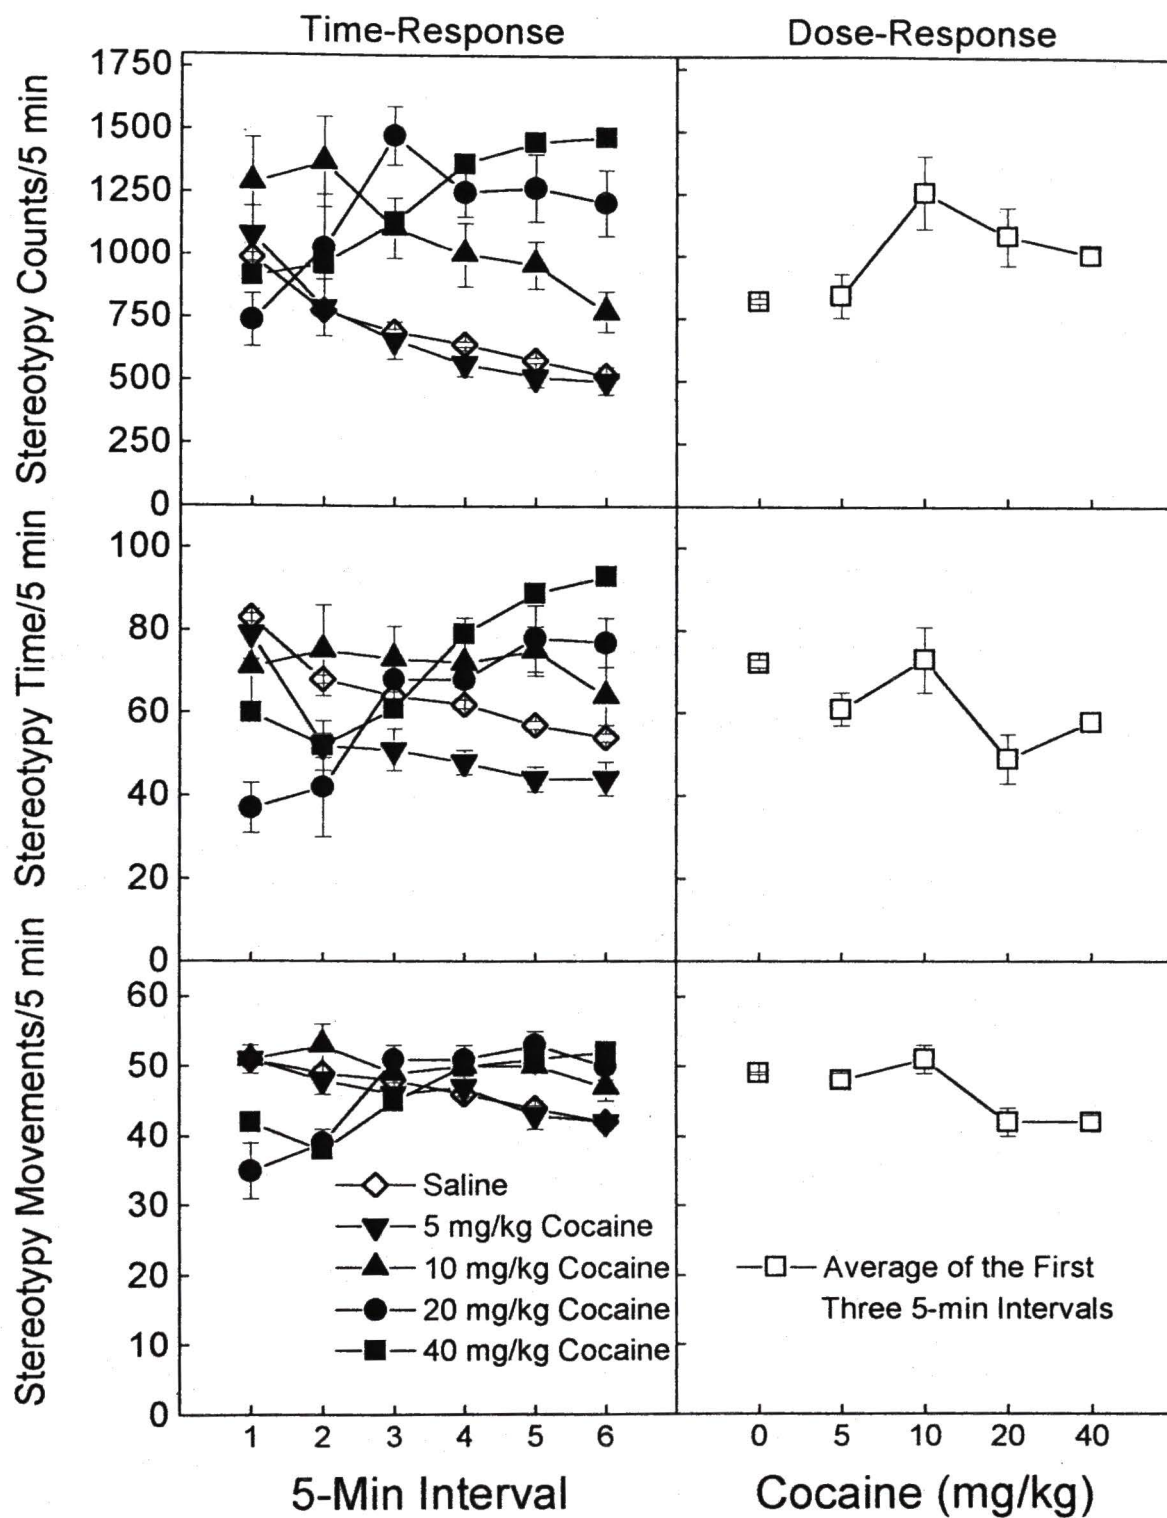 Time-Response
Dose-Response
Stereotypy Counts/5 min
1750
1500
1250
1000
750
500
250
0
Stereotypy Time/5 min
100
80
60
40
20
0
Stereotypy Movements/5 min
60
50
40
30
20
10
0
Saline
5 mg/kg Cocaine
10 mg/kg Cocaine
20 mg/kg Cocaine
40 mg/kg Cocaine
Average of the First
Three 5-min Intervals
1 2 3 4 5 6
0 5 10 20 40
5-Min Interval
Cocaine (mg/kg)